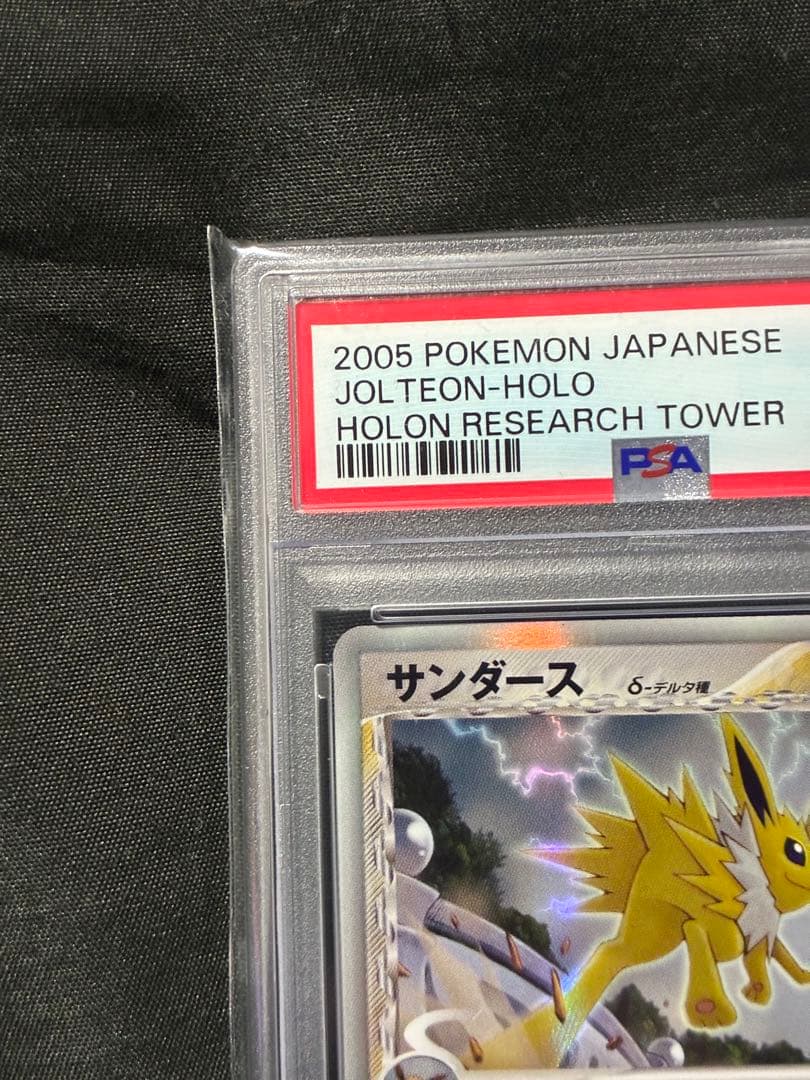 2005 POKEMON JAPANESE
JOLTEON-HOLO
HOLON RESEARCH TOWER
PSA
サンダース δ-デルタ種